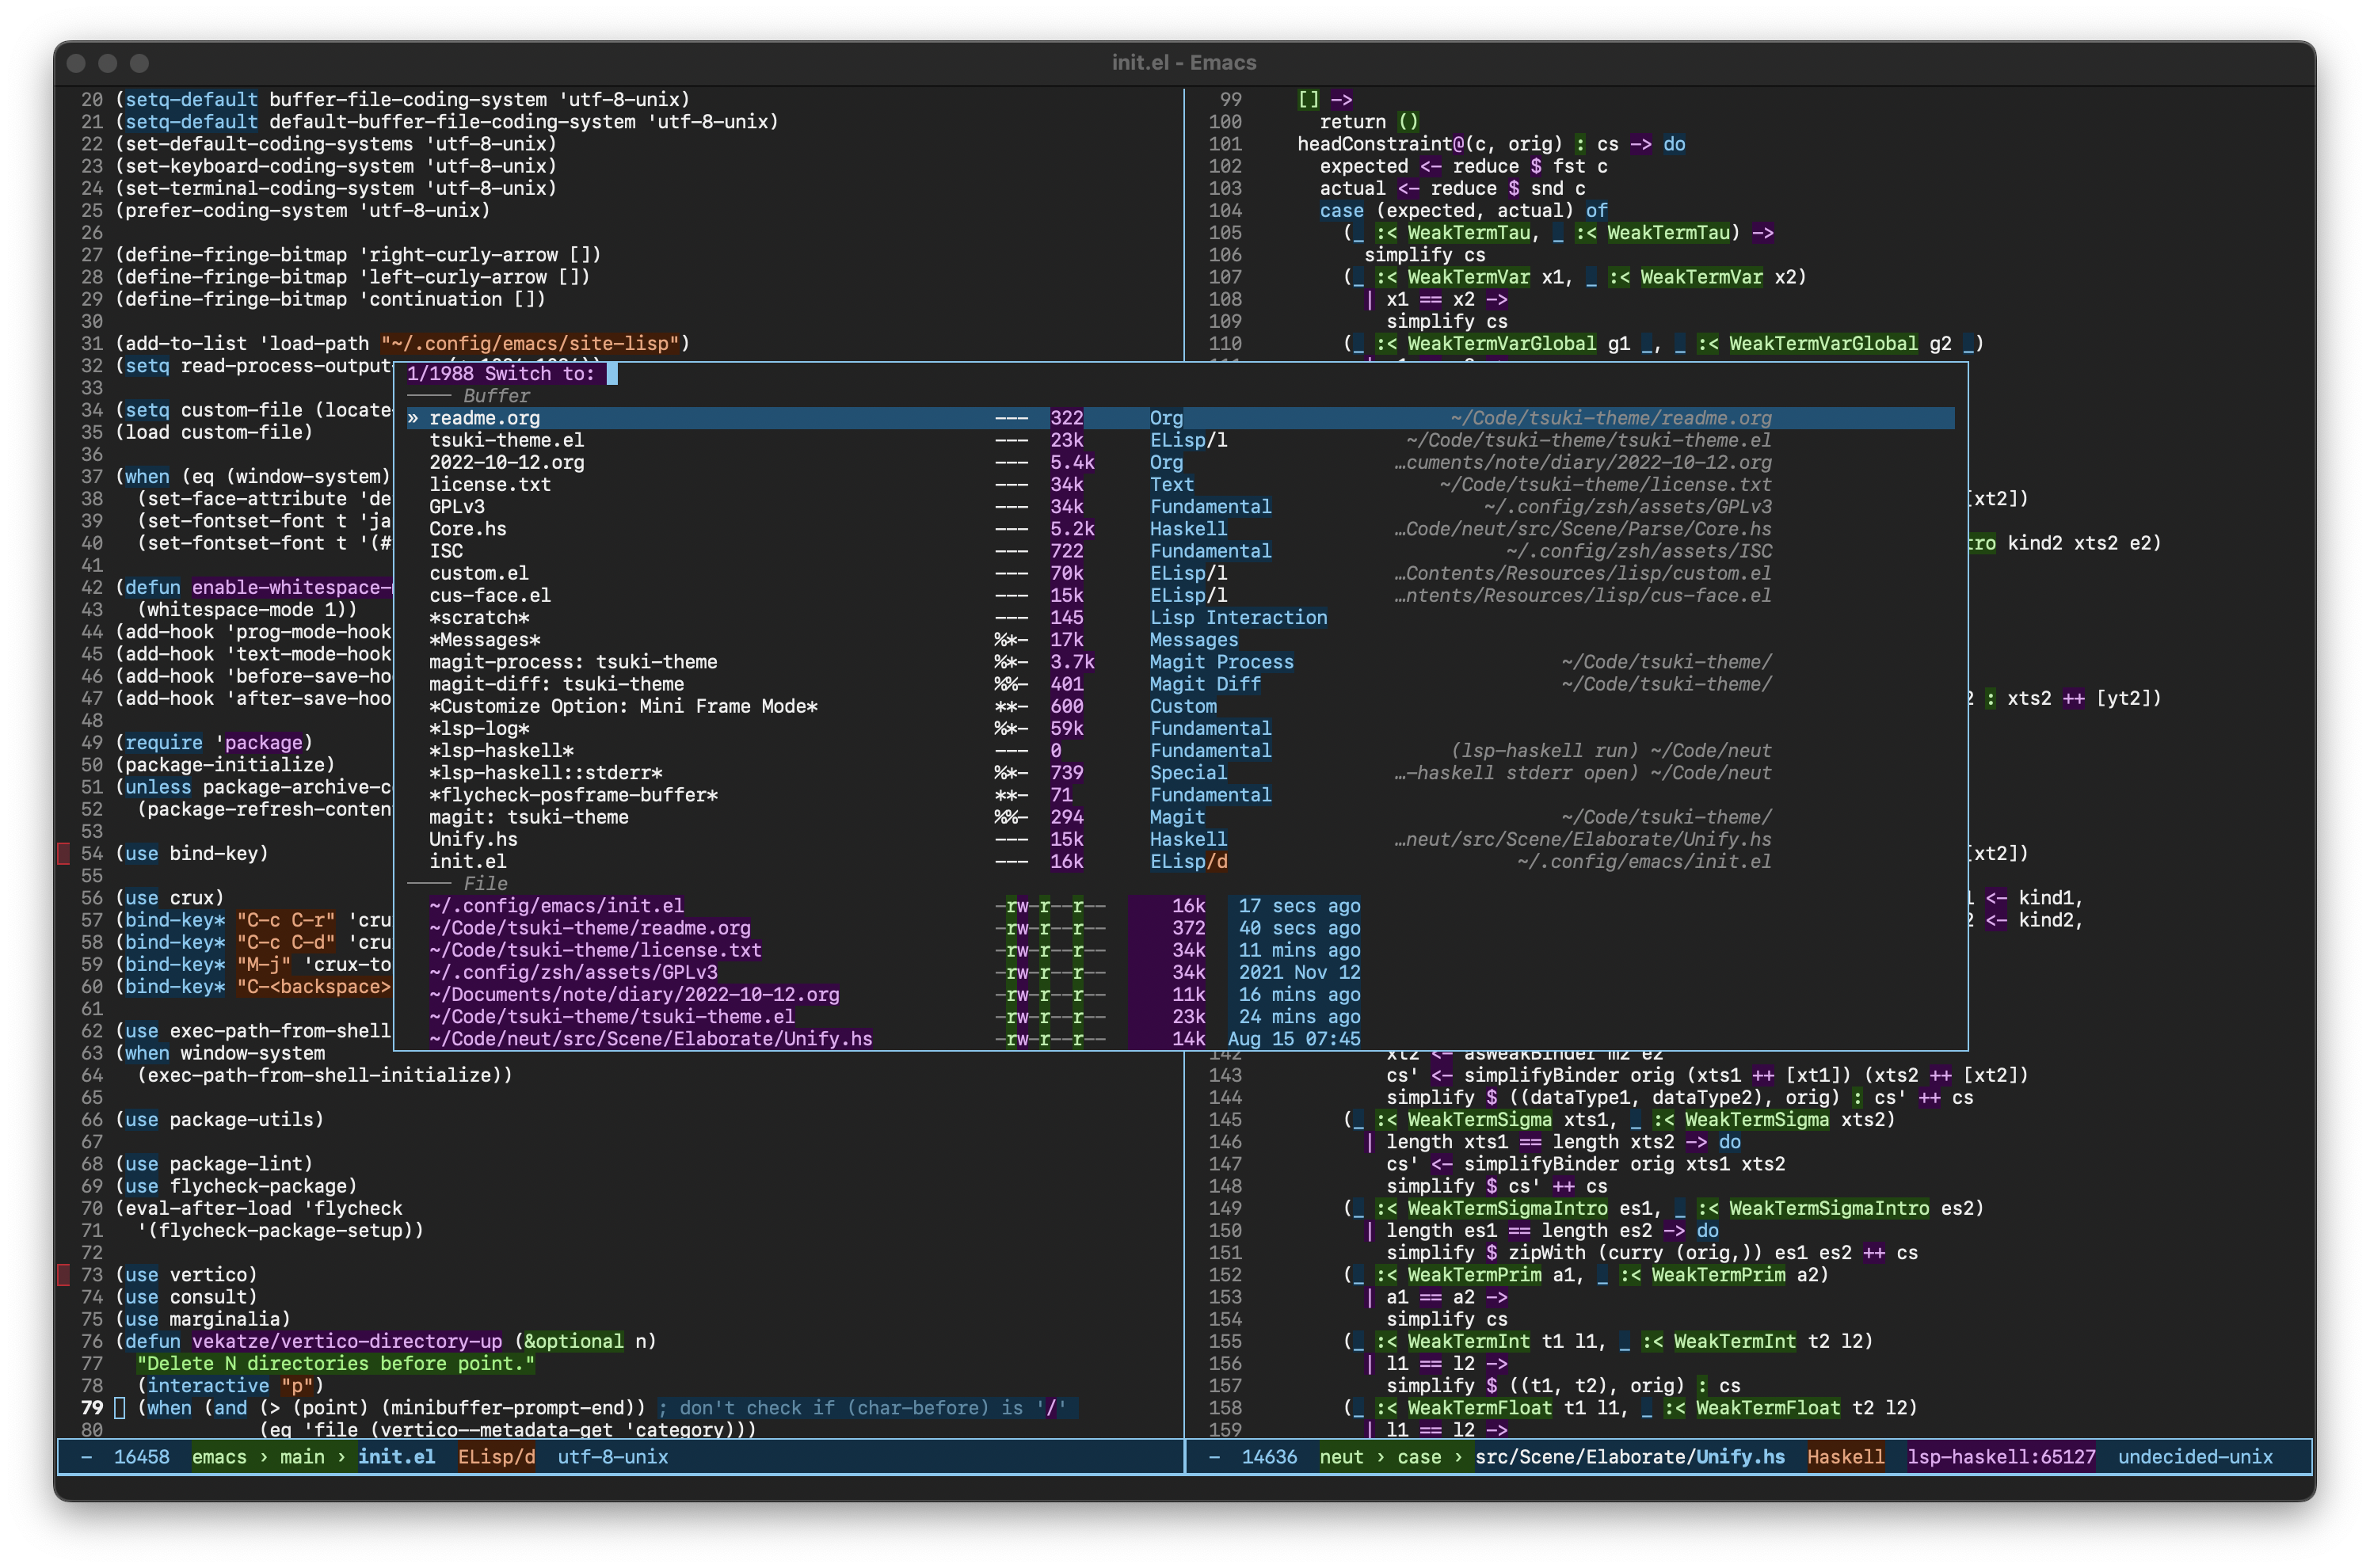 init.el - Emacs
20 (setq-default buffer-file-coding-system 'utf-8-unix)
21 (setq-default default-buffer-file-coding-system 'utf-8-unix)
22 (set-default-coding-systems 'utf-8-unix)
23 (set-keyboard-coding-system 'utf-8-unix)
24 (set-terminal-coding-system 'utf-8-unix)
25 (prefer-coding-system 'utf-8-unix)
26
27 (define-fringe-bitmap 'right-curly-arrow [])
28 (define-fringe-bitmap 'left-curly-arrow [])
29 (define-fringe-bitmap 'continuation [])
30
31 (add-to-list 'load-path "~/.config/emacs/site-lisp")
32 (setq read-process-output
33
34 (setq custom-file (locate-
35 (load custom-file)
36
37 (when (eq (window-system)
38   (set-face-attribute 'de
39   (set-fontset-font t 'ja
40   (set-fontset-font t '(#
41
42 (defun enable-whitespace-
43   (whitespace-mode 1))
44 (add-hook 'prog-mode-hook
45 (add-hook 'text-mode-hook
46 (add-hook 'before-save-ho
47 (add-hook 'after-save-hoo
48
49 (require 'package)
50 (package-initialize)
51 (unless package-archive-c
52   (package-refresh-conten
53
54 (use bind-key)
55
56 (use crux)
57 (bind-key* "C-c C-r" 'cru
58 (bind-key* "C-c C-d" 'cru
59 (bind-key* "M-j" 'crux-to
60 (bind-key* "C-<backspace>
61
62 (use exec-path-from-shell
63 (when window-system
64   (exec-path-from-shell-initialize))
65
66 (use package-utils)
67
68 (use package-lint)
69 (use flycheck-package)
70 (eval-after-load 'flycheck
71   '(flycheck-package-setup))
72
73 (use vertico)
74 (use consult)
75 (use marginalia)
76 (defun vekatze/vertico-directory-up (&optional n)
77   "Delete N directories before point."
78   (interactive "p")
79   (when (and (> (point) (minibuffer-prompt-end)) ; don't check if (char-before) is '/'
80              (eq 'file (vertico--metadata-get 'category)))
- 16458 emacs › main › init.el ELisp/d utf-8-unix
99     [] ->
100       return ()
101     headConstraint@(c, orig) : cs -> do
102       expected <- reduce $ fst c
103       actual <- reduce $ snd c
104       case (expected, actual) of
105         (_ :< WeakTermTau, _ :< WeakTermTau) ->
106           simplify cs
107         (_ :< WeakTermVar x1, _ :< WeakTermVar x2)
108           | x1 == x2 ->
109             simplify cs
110         (_ :< WeakTermVarGlobal g1 _, _ :< WeakTermVarGlobal g2 _)
[xt2])
tro kind2 xts2 e2)
2 : xts2 ++ [yt2])
[xt2])
1 <- kind1,
2 <- kind2,
142             xt2 <- asWeakBinder m2 e2
143             cs' <- simplifyBinder orig (xts1 ++ [xt1]) (xts2 ++ [xt2])
144             simplify $ ((dataType1, dataType2), orig) : cs' ++ cs
145         (_ :< WeakTermSigma xts1, _ :< WeakTermSigma xts2)
146           | length xts1 == length xts2 -> do
147             cs' <- simplifyBinder orig xts1 xts2
148             simplify $ cs' ++ cs
149         (_ :< WeakTermSigmaIntro es1, _ :< WeakTermSigmaIntro es2)
150           | length es1 == length es2 -> do
151             simplify $ zipWith (curry (orig,)) es1 es2 ++ cs
152         (_ :< WeakTermPrim a1, _ :< WeakTermPrim a2)
153           | a1 == a2 ->
154             simplify cs
155         (_ :< WeakTermInt t1 l1, _ :< WeakTermInt t2 l2)
156           | l1 == l2 ->
157             simplify $ ((t1, t2), orig) : cs
158         (_ :< WeakTermFloat t1 l1, _ :< WeakTermFloat t2 l2)
159           | l1 == l2 ->
- 14636 neut › case › src/Scene/Elaborate/Unify.hs Haskell lsp-haskell:65127 undecided-unix
1/1988 Switch to:
Buffer
» readme.org --- 322 Org ~/Code/tsuki-theme/readme.org
tsuki-theme.el --- 23k ELisp/l ~/Code/tsuki-theme/tsuki-theme.el
2022-10-12.org --- 5.4k Org …cuments/note/diary/2022-10-12.org
license.txt --- 34k Text ~/Code/tsuki-theme/license.txt
GPLv3 --- 34k Fundamental ~/.config/zsh/assets/GPLv3
Core.hs --- 5.2k Haskell …Code/neut/src/Scene/Parse/Core.hs
ISC --- 722 Fundamental ~/.config/zsh/assets/ISC
custom.el --- 70k ELisp/l …Contents/Resources/lisp/custom.el
cus-face.el --- 15k ELisp/l …ntents/Resources/lisp/cus-face.el
*scratch* --- 145 Lisp Interaction
*Messages* %*- 17k Messages
magit-process: tsuki-theme %*- 3.7k Magit Process ~/Code/tsuki-theme/
magit-diff: tsuki-theme %%- 401 Magit Diff ~/Code/tsuki-theme/
*Customize Option: Mini Frame Mode* **- 600 Custom
*lsp-log* %*- 59k Fundamental
*lsp-haskell* --- 0 Fundamental (lsp-haskell run) ~/Code/neut
*lsp-haskell::stderr* %*- 739 Special …-haskell stderr open) ~/Code/neut
*flycheck-posframe-buffer* **- 71 Fundamental
magit: tsuki-theme %%- 294 Magit ~/Code/tsuki-theme/
Unify.hs --- 15k Haskell …neut/src/Scene/Elaborate/Unify.hs
init.el --- 16k ELisp/d ~/.config/emacs/init.el
File
~/.config/emacs/init.el -rw-r--r-- 16k 17 secs ago
~/Code/tsuki-theme/readme.org -rw-r--r-- 372 40 secs ago
~/Code/tsuki-theme/license.txt -rw-r--r-- 34k 11 mins ago
~/.config/zsh/assets/GPLv3 -rw-r--r-- 34k 2021 Nov 12
~/Documents/note/diary/2022-10-12.org -rw-r--r-- 11k 16 mins ago
~/Code/tsuki-theme/tsuki-theme.el -rw-r--r-- 23k 24 mins ago
~/Code/neut/src/Scene/Elaborate/Unify.hs -rw-r--r-- 14k Aug 15 07:45